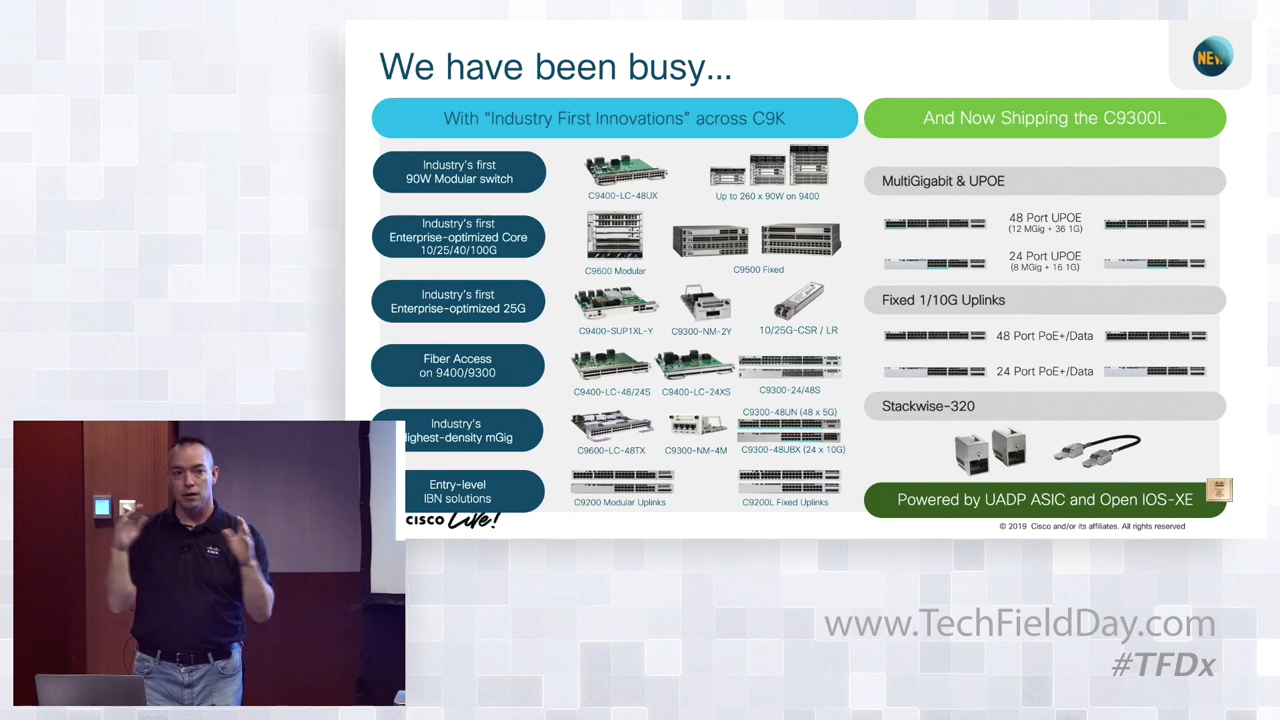 We have been busy...
NEW
With “Industry First Innovations” across C9K
And Now Shipping the C9300L
Industry's first
90W Modular switch
C9400-LC-48UX
Up to 260 x 90W on 9400
Industry's first
Enterprise-optimized Core
10/25/40/100G
C9600 Modular
C9500 Fixed
Industry's first
Enterprise-optimized 25G
C9400-SUP1XL-Y
C9300-NM-2Y
10/25G-CSR / LR
Fiber Access
on 9400/9300
C9400-LC-48/24S
C9400-LC-24XS
C9300-24/48S
Industry's
ighest-density mGig
C9600-LC-48TX
C9300-NM-4M
C9300-48UN (48 x 5G)
C9300-48UBX (24 x 10G)
Entry-level
IBN solutions
C9200 Modular Uplinks
C9200L Fixed Uplinks
MultiGigabit & UPOE
48 Port UPOE
(12 MGig + 36 1G)
24 Port UPOE
(8 MGig + 16 1G)
Fixed 1/10G Uplinks
48 Port PoE+/Data
24 Port PoE+/Data
Stackwise-320
Powered by UADP ASIC and Open IOS-XE
CISCO Live!
© 2019 Cisco and/or its affiliates. All rights reserved
CISCO
www.TechFieldDay.com
#TFDx